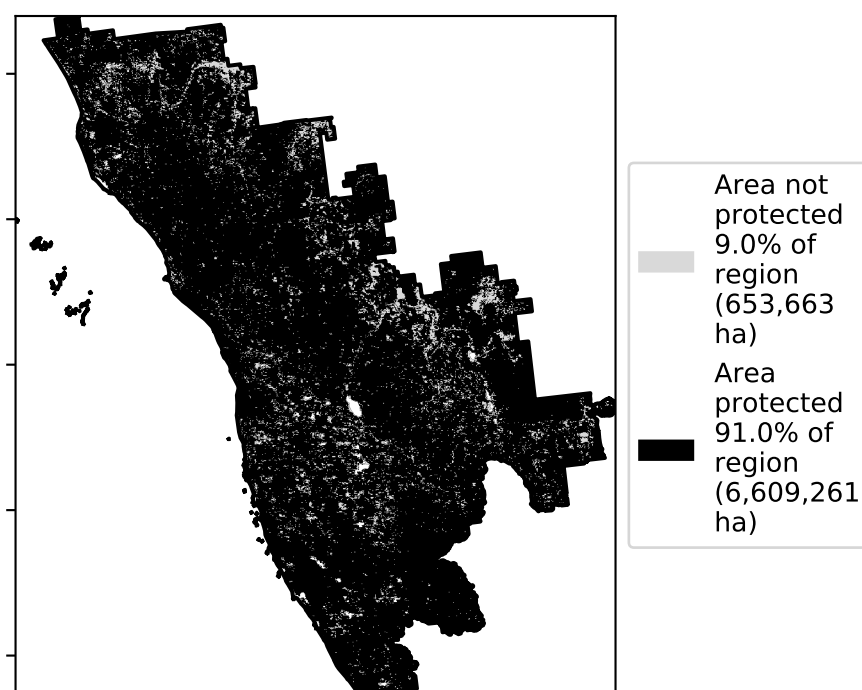 Area not
protected
9.0% of
region
(653,663
ha)
Area
protected
91.0% of
region
(6,609,261
ha)